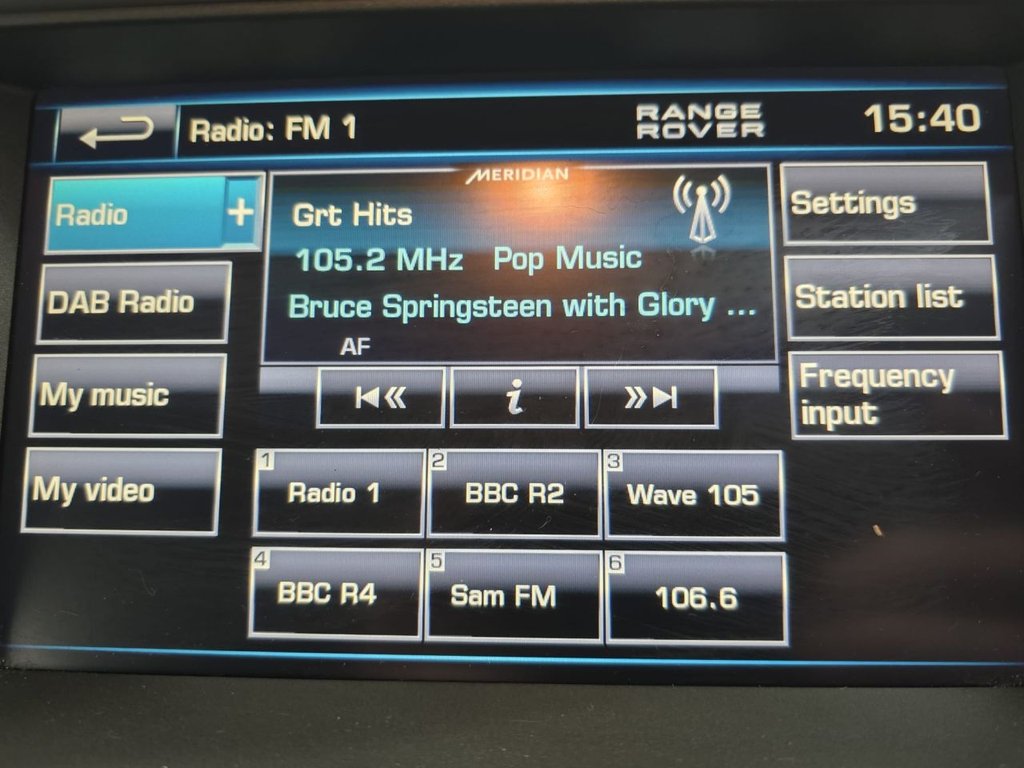 Radio: FM 1
RANGE
ROVER
15:40
Radio +
DAB Radio
My music
My video
MERIDIAN
Grt Hits
105.2 MHz Pop Music
Bruce Springsteen with Glory ...
AF
i
Settings
Station list
Frequency
input
1 Radio 1
2 BBC R2
3 Wave 105
4 BBC R4
5 Sam FM
6 106.6